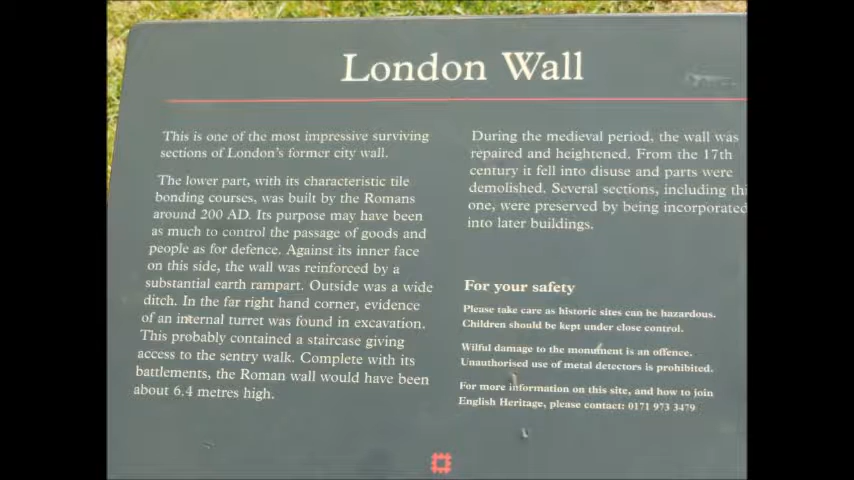 London Wall
This is one of the most impressive surviving
sections of London's former city wall.
The lower part, with its characteristic tile
bonding courses, was built by the Romans
around 200 AD. Its purpose may have been
as much to control the passage of goods and
people as for defence. Against its inner face
on this side, the wall was reinforced by a
substantial earth rampart. Outside was a wide
ditch. In the far right hand corner, evidence
of an internal turret was found in excavation.
This probably contained a staircase giving
access to the sentry walk. Complete with its
battlements, the Roman wall would have been
about 6.4 metres high.
During the medieval period, the wall was
repaired and heightened. From the 17th
century it fell into disuse and parts were
demolished. Several sections, including thi
one, were preserved by being incorporated
into later buildings.
For your safety
Please take care as historic sites can be hazardous.
Children should be kept under close control.
Wilful damage to the monument is an offence.
Unauthorised use of metal detectors is prohibited.
For more information on this site, and how to join
English Heritage, please contact: 0171 973 3479